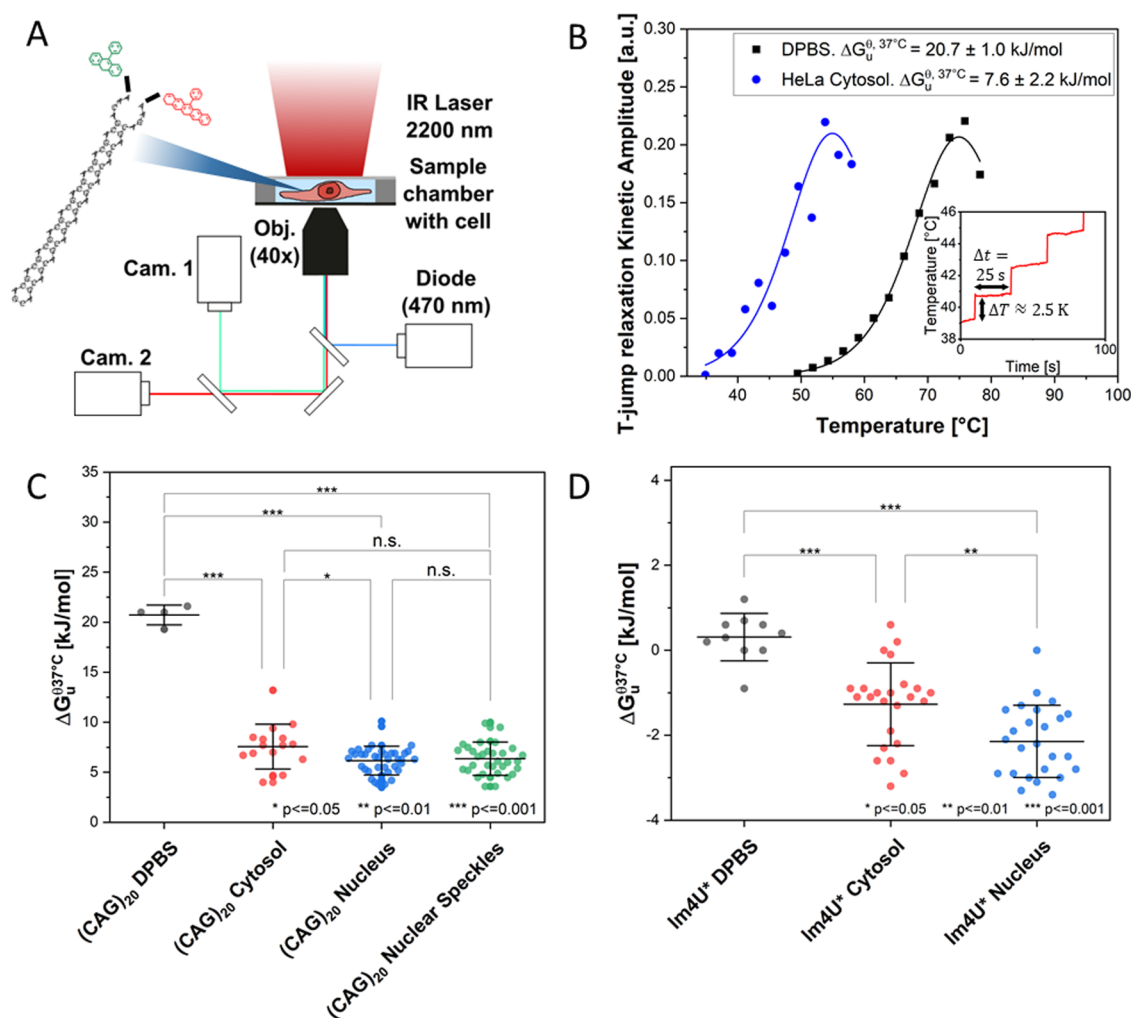 A
IR Laser
2200 nm
Sample
chamber
with cell
Obj.
(40x)
Cam. 1
Diode
(470 nm)
Cam. 2
B
T-jump relaxation Kinetic Amplitude [a.u.]
0.30
0.25
0.20
0.15
0.10
0.05
0.00
DPBS. ΔG_u^{θ, 37°C} = 20.7 ± 1.0 kJ/mol
HeLa Cytosol. ΔG_u^{θ, 37°C} = 7.6 ± 2.2 kJ/mol
Temperature [°C]
46
44
42
40
38
Δt =
25 s
ΔT ≈ 2.5 K
0 100
Time [s]
40 50 60 70 80 90 100
Temperature [°C]
C
ΔG_u^{θ37°C} [kJ/mol]
35
30
25
20
15
10
5
0
***
***
n.s.
n.s.
***
*
* p<=0.05 ** p<=0.01 *** p<=0.001
(CAG)₂₀ DPBS
(CAG)₂₀ Cytosol
(CAG)₂₀ Nucleus
(CAG)₂₀ Nuclear Speckles
D
ΔG_u^{θ37°C} [kJ/mol]
4
2
0
-2
-4
***
***
**
* p<=0.05 ** p<=0.01 *** p<=0.001
Im4U* DPBS
Im4U* Cytosol
Im4U* Nucleus